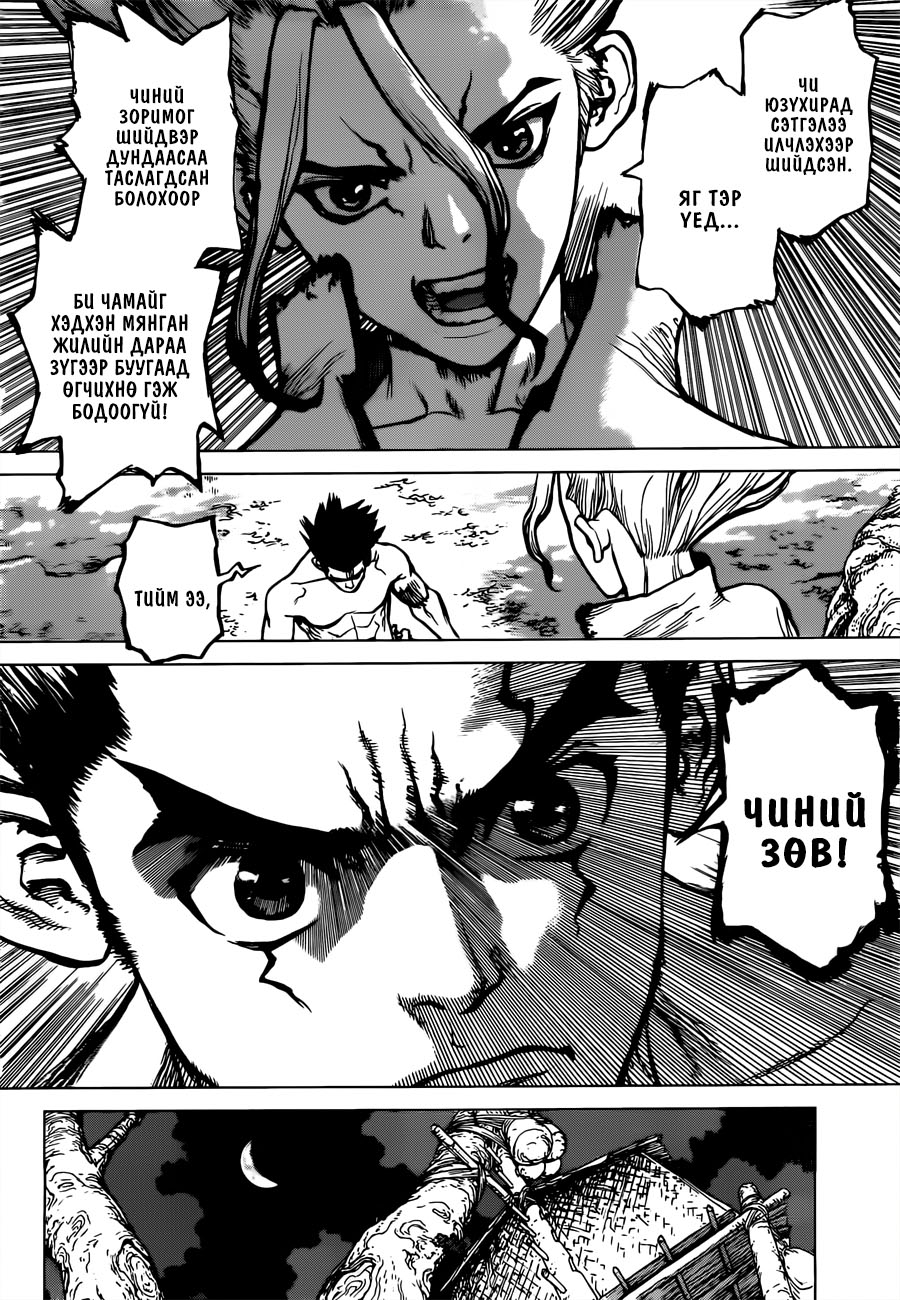 ЧИ
ЮЗҮХИРАД
СЭТГЭЛЭЭ
ИЛЧЛЭХЭЭР
ШИЙДСЭН.
ЯГ ТЭР
ҮЕД...
ЧИНИЙ
ЗОРИМОГ
ШИЙДВЭР
ДУНДААСАА
ТАСЛАГДСАН
БОЛОХООР
БИ ЧАМАЙГ
ХЭДХЭН МЯНГАН
ЖИЛИЙН ДАРАА
ЗҮГЭЭР БУУГААД
ӨГЧИХНӨ ГЭЖ
БОДООГҮЙ!
ТИЙМ ЭЭ,
ЧИНИЙ
ЗӨВ!